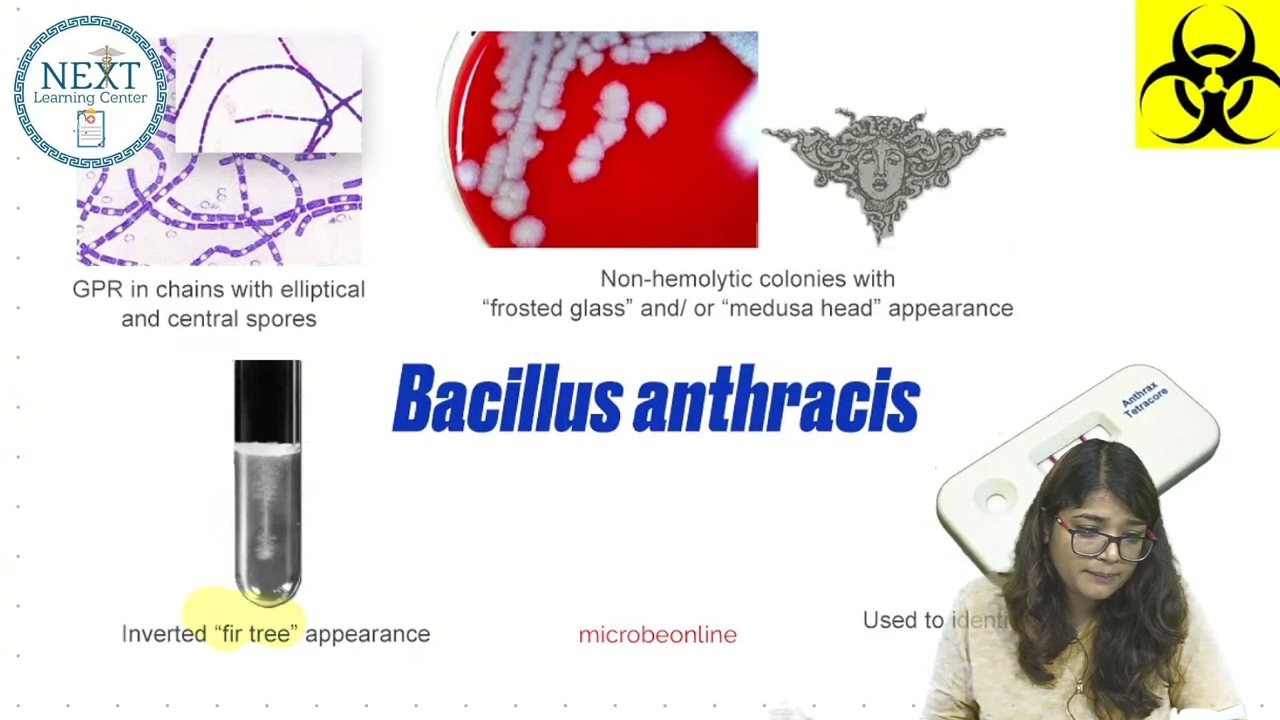 NEXT
Learning Center
GPR in chains with elliptical
and central spores
Non-hemolytic colonies with
“frosted glass” and/ or “medusa head” appearance
Bacillus anthracis
Anthrax
Tetracore
Inverted “fir tree” appearance
microbeonline
Used to